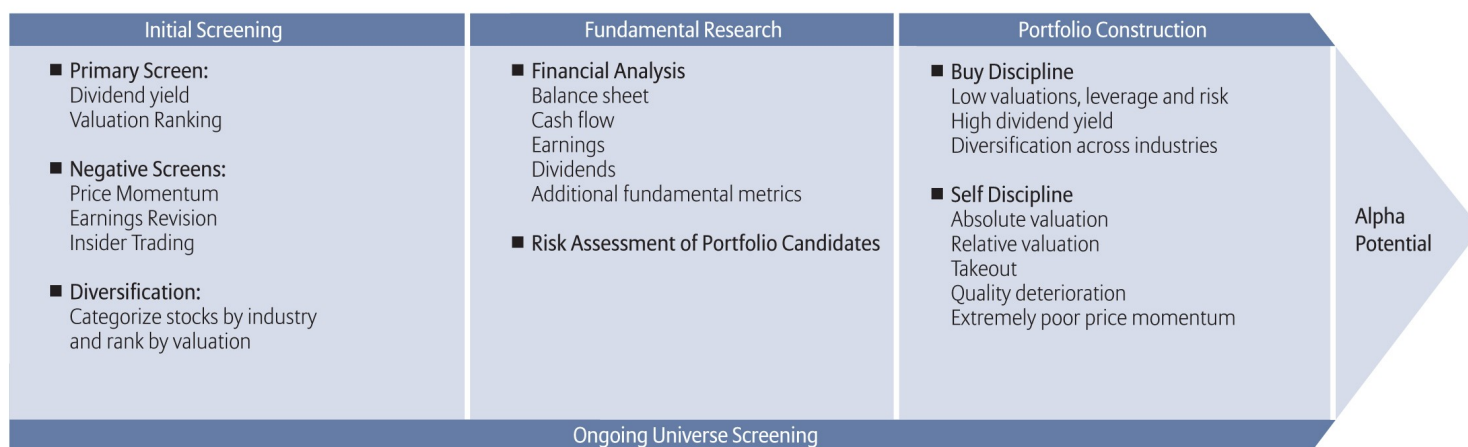 Initial Screening
■ Primary Screen:
Dividend yield
Valuation Ranking
■ Negative Screens:
Price Momentum
Earnings Revision
Insider Trading
■ Diversification:
Categorize stocks by industry
and rank by valuation
Fundamental Research
■ Financial Analysis
Balance sheet
Cash flow
Earnings
Dividends
Additional fundamental metrics
■ Risk Assessment of Portfolio Candidates
Portfolio Construction
■ Buy Discipline
Low valuations, leverage and risk
High dividend yield
Diversification across industries
■ Self Discipline
Absolute valuation
Relative valuation
Takeout
Quality deterioration
Extremely poor price momentum
Alpha
Potential
Ongoing Universe Screening